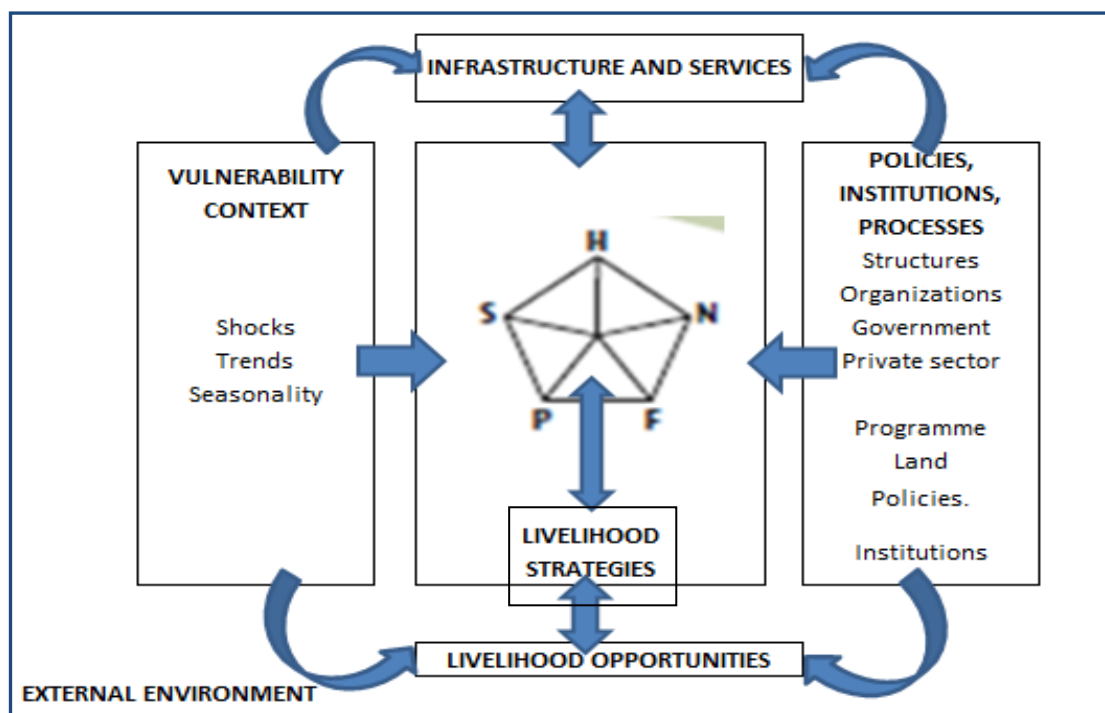 INFRASTRUCTURE AND SERVICES
VULNERABILITY
CONTEXT
Shocks
Trends
Seasonality
H
S
N
P
F
LIVELIHOOD
STRATEGIES
POLICIES,
INSTITUTIONS,
PROCESSES
Structures
Organizations
Government
Private sector
Programme
Land
Policies.
Institutions
LIVELIHOOD OPPORTUNITIES
EXTERNAL ENVIRONMENT